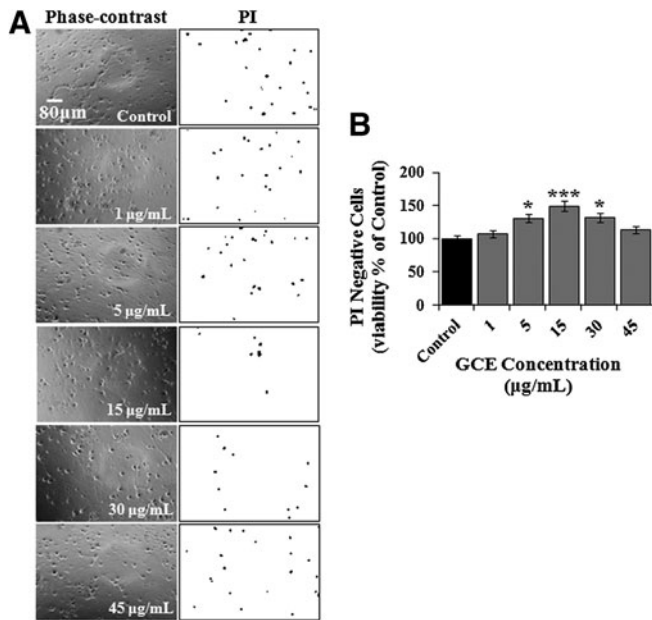 A
Phase-contrast PI
80µm
Control
1 µg/mL
5 µg/mL
15 µg/mL
30 µg/mL
45 µg/mL
B
PI Negative Cells
(viability % of Control)
200
150
100
50
0
* *** *
Control 1 5 15 30 45
GCE Concentration
(µg/mL)